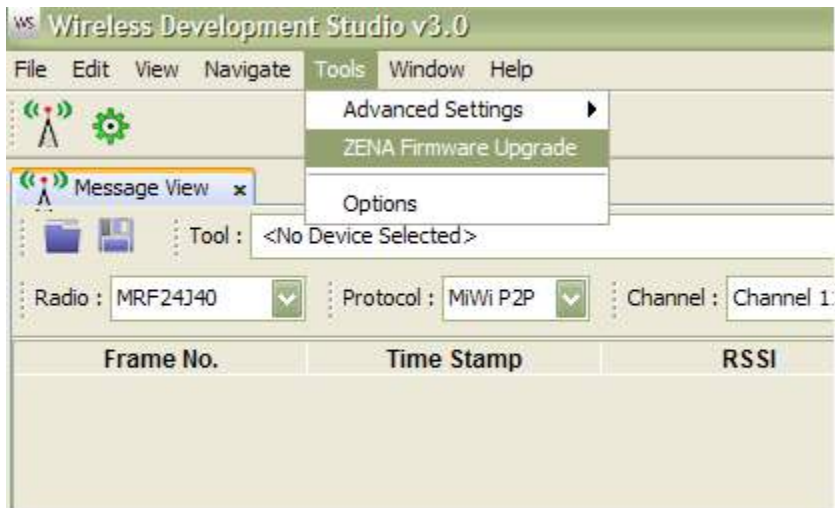 WS Wireless Development Studio v3.0
File Edit View Navigate Tools Window Help
Advanced Settings
ZENA Firmware Upgrade
Options
Message View x
Tool : <No Device Selected>
Radio : MRF24J40 Protocol : MiWi P2P Channel : Channel 1
Frame No. Time Stamp RSSI